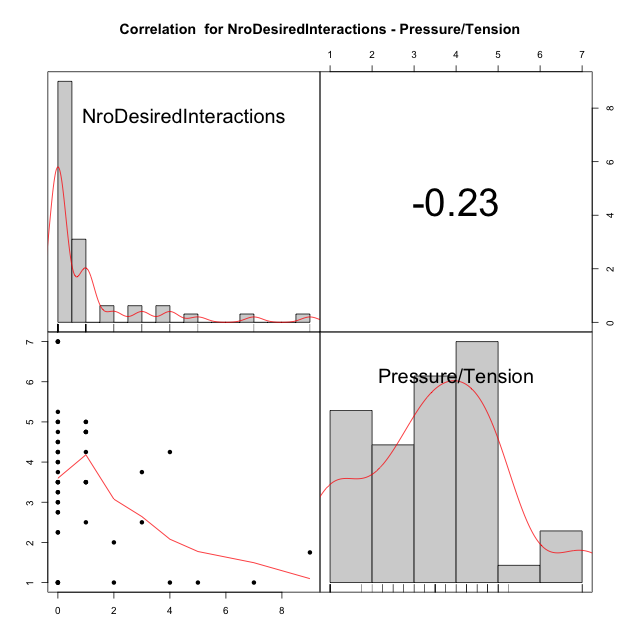 Correlation for NroDesiredInteractions - Pressure/Tension
1 2 3 4 5 6 7
NroDesiredInteractions
-0.23
8
6
4
2
0
7
6
5
4
3
2
1
Pressure/Tension
0 2 4 6 8